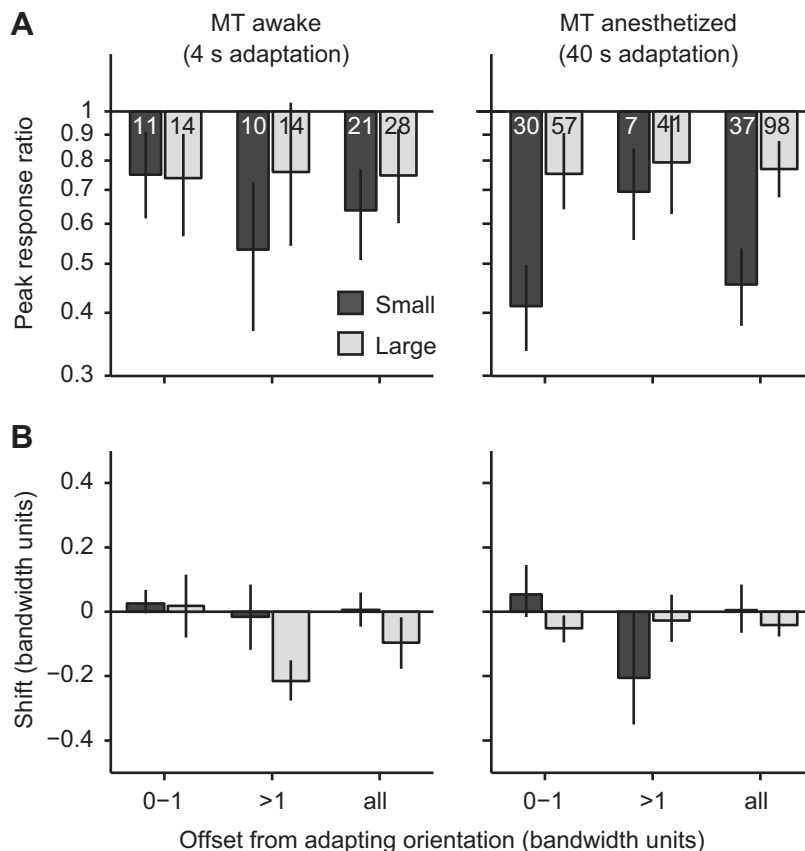 A
MT awake
(4 s adaptation)
MT anesthetized
(40 s adaptation)
Peak response ratio
1
0.9
0.8
0.7
0.6
0.5
0.4
0.3
11 14 10 14 21 28
30 57 7 41 37 98
Small
Large
B
Shift (bandwidth units)
0.4
0.2
0
−0.2
−0.4
0−1 >1 all
0−1 >1 all
Offset from adapting orientation (bandwidth units)